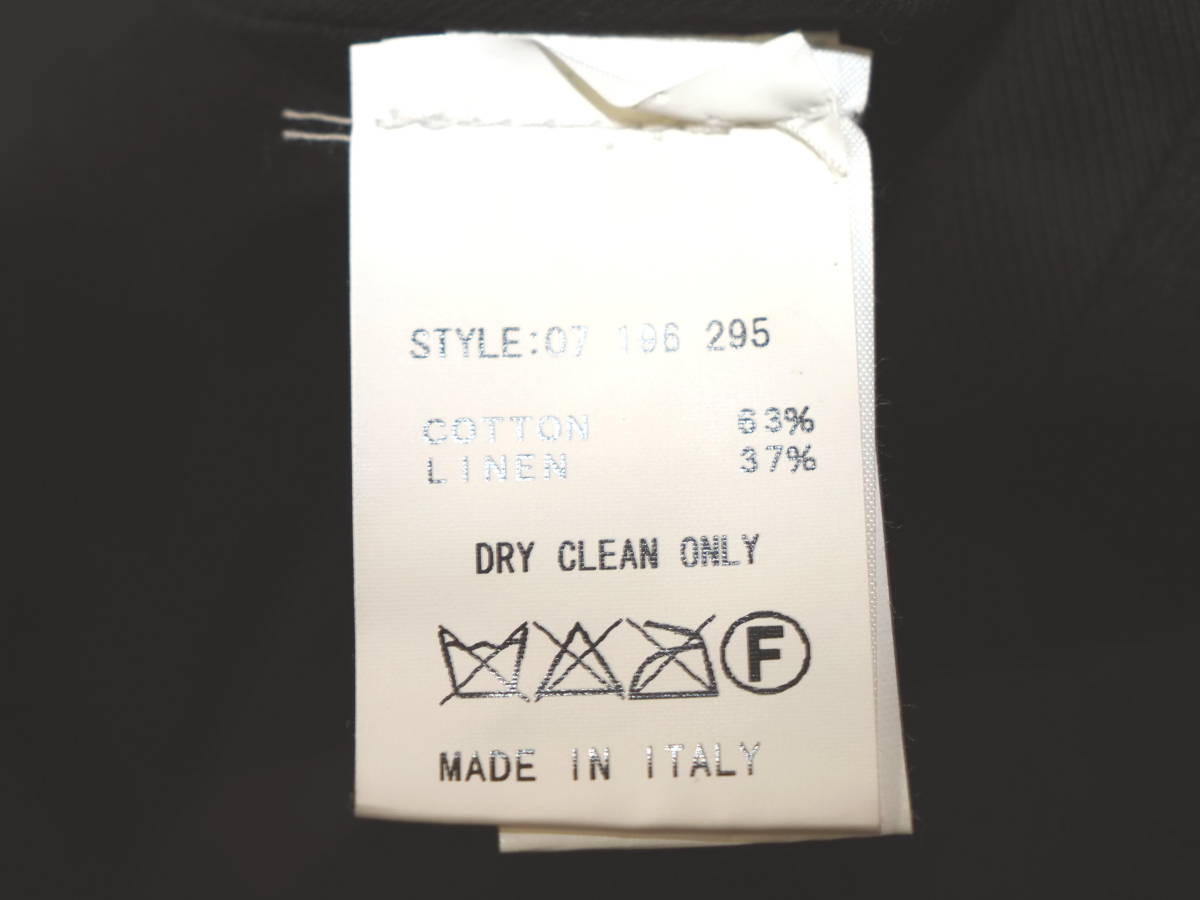 STYLE:07 196 295
COTTON 63%
LINEN 37%
DRY CLEAN ONLY
F
MADE IN ITALY